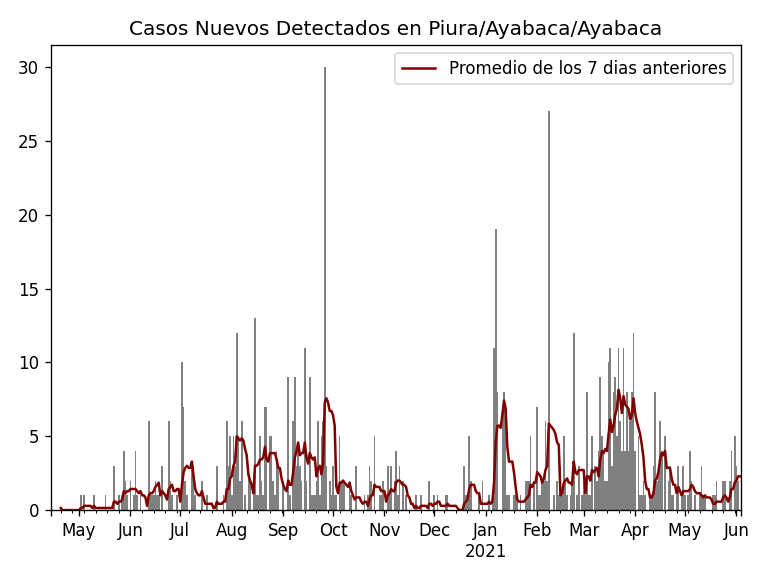 Casos Nuevos Detectados en Piura/Ayabaca/Ayabaca
Promedio de los 7 dias anteriores
30
25
20
15
10
5
0
May Jun Jul Aug Sep Oct Nov Dec Jan Feb Mar Apr May Jun
2021